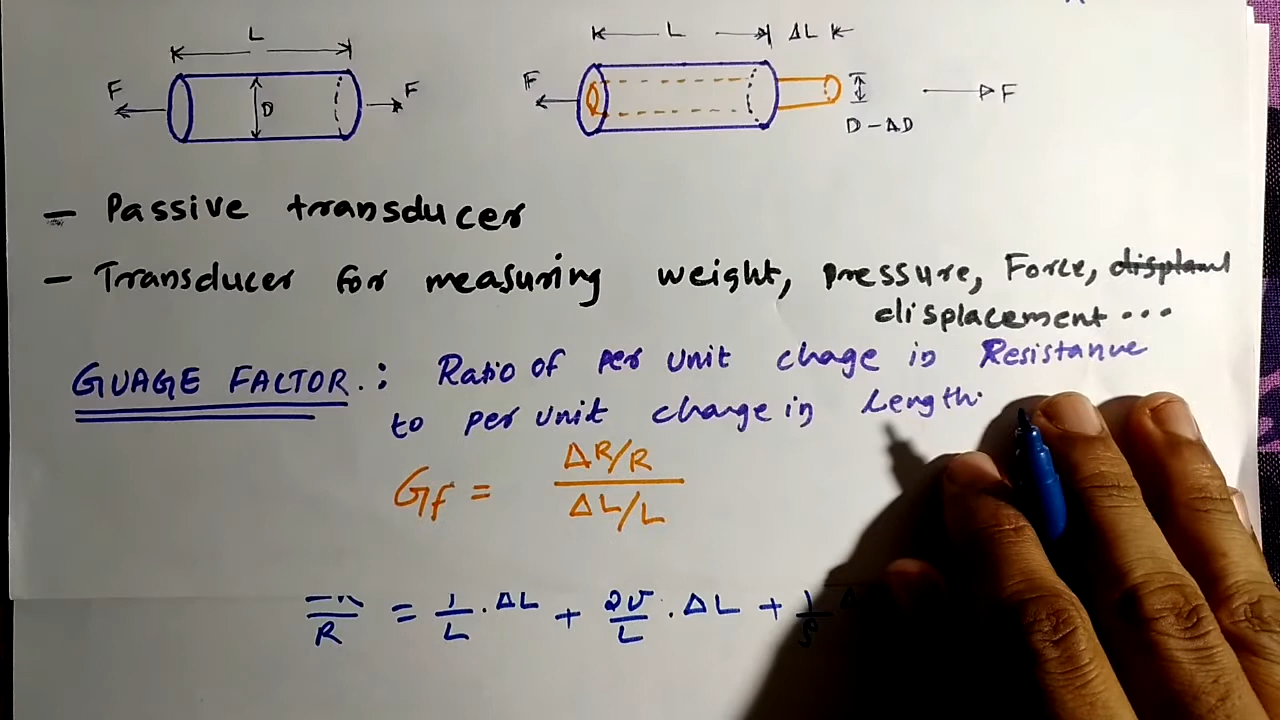 L
L ΔL
F D F
F F
D - ΔD
- Passive transducer
- Transducer for measuring weight, pressure, Force,
displacement ...
GUAGE FACTOR. : Ratio of per unit chage in Resistance
to per unit change in Length.
Gf = ΔR/R
ΔL/L
R = 1/L . ΔL + 2υ/L . ΔL + 1/ρ